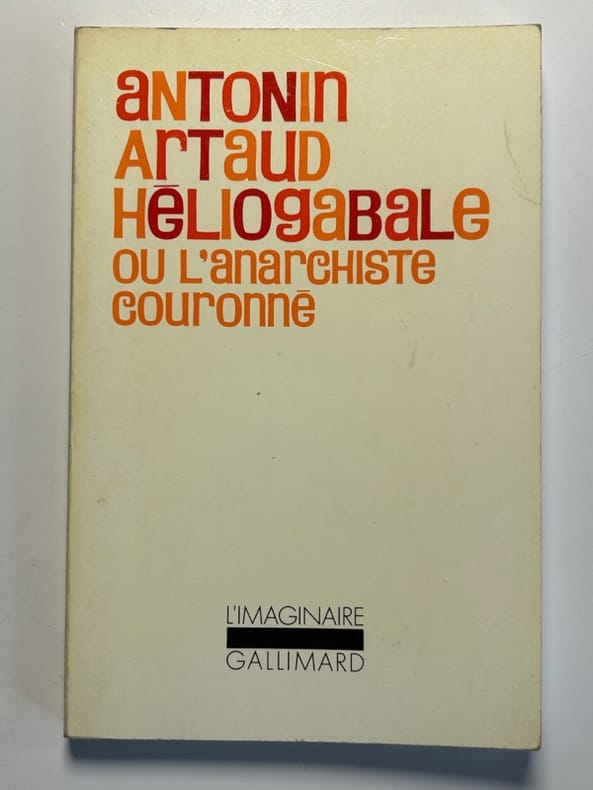 ANTONIN
ARTAUD
HÉLIOGABALE
OU L'ANARCHISTE
COURONNÉ
L'IMAGINAIRE
GALLIMARD